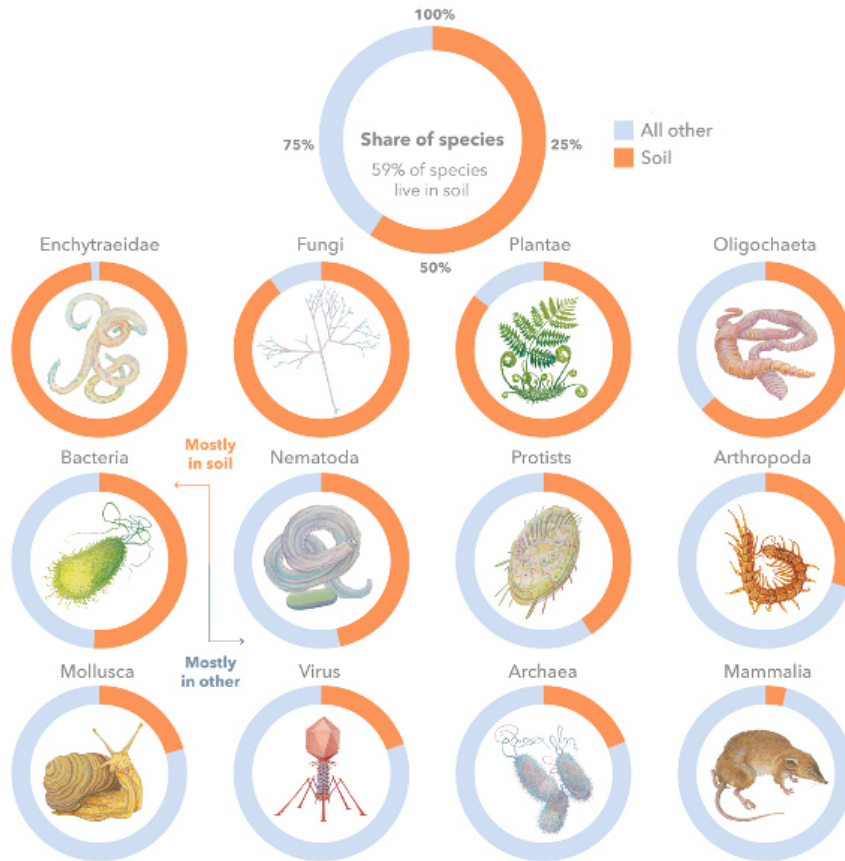 100%
75%
Share of species
59% of species
live in soil
25%
50%
All other
Soil
Enchytraeidae
Fungi
Plantae
Oligochaeta
Mostly
in soil
Bacteria
Nematoda
Protists
Arthropoda
Mostly
in other
Mollusca
Virus
Archaea
Mammalia